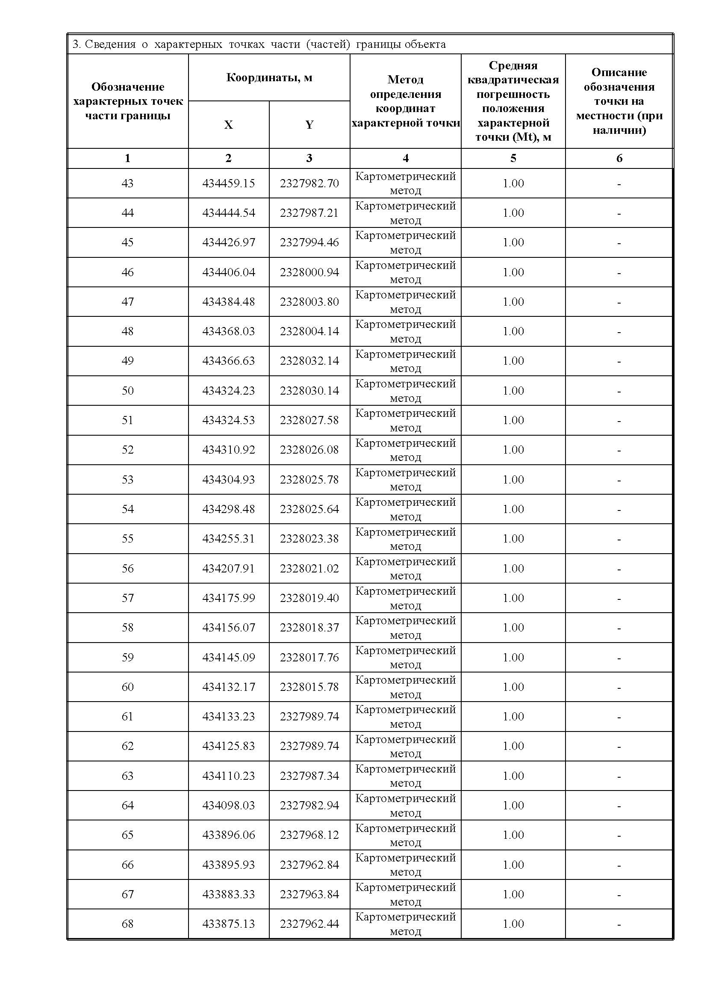 3. Сведения о характерных точках части (частей) границы объекта
Обозначение
характерных точек
части границы
Координаты, м
X
Y
Метод
определения
координат
характерной точки
Средняя
квадратическая
погрешность
положения
характерной
точки (Mt), м
Описание
обозначения
точки на
местности (при
наличии)
1 2 3 4 5 6
43 434459.15 2327982.70 Картометрический метод 1.00 -
44 434444.54 2327987.21 Картометрический метод 1.00 -
45 434426.97 2327994.46 Картометрический метод 1.00 -
46 434406.04 2328000.94 Картометрический метод 1.00 -
47 434384.48 2328003.80 Картометрический метод 1.00 -
48 434368.03 2328004.14 Картометрический метод 1.00 -
49 434366.63 2328032.14 Картометрический метод 1.00 -
50 434324.23 2328030.14 Картометрический метод 1.00 -
51 434324.53 2328027.58 Картометрический метод 1.00 -
52 434310.92 2328026.08 Картометрический метод 1.00 -
53 434304.93 2328025.78 Картометрический метод 1.00 -
54 434298.48 2328025.64 Картометрический метод 1.00 -
55 434255.31 2328023.38 Картометрический метод 1.00 -
56 434207.91 2328021.02 Картометрический метод 1.00 -
57 434175.99 2328019.40 Картометрический метод 1.00 -
58 434156.07 2328018.37 Картометрический метод 1.00 -
59 434145.09 2328017.76 Картометрический метод 1.00 -
60 434132.17 2328015.78 Картометрический метод 1.00 -
61 434133.23 2327989.74 Картометрический метод 1.00 -
62 434125.83 2327989.74 Картометрический метод 1.00 -
63 434110.23 2327987.34 Картометрический метод 1.00 -
64 434098.03 2327982.94 Картометрический метод 1.00 -
65 433896.06 2327968.12 Картометрический метод 1.00 -
66 433895.93 2327962.84 Картометрический метод 1.00 -
67 433883.33 2327963.84 Картометрический метод 1.00 -
68 433875.13 2327962.44 Картометрический метод 1.00 -